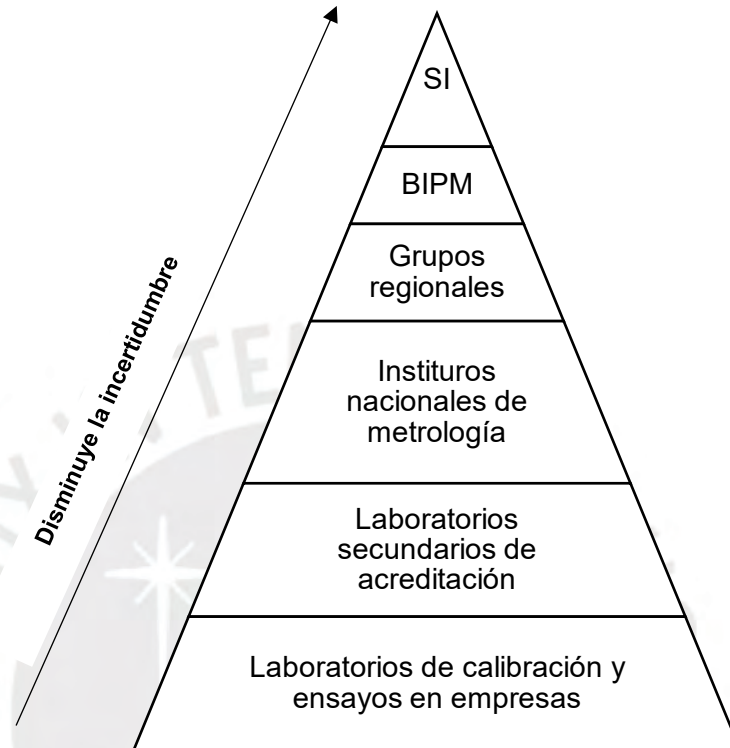 SI
BIPM
Grupos
regionales
Instituros
nacionales de
metrología
Laboratorios
secundarios de
acreditación
Laboratorios de calibración y
ensayos en empresas
Disminuye la incertidumbre